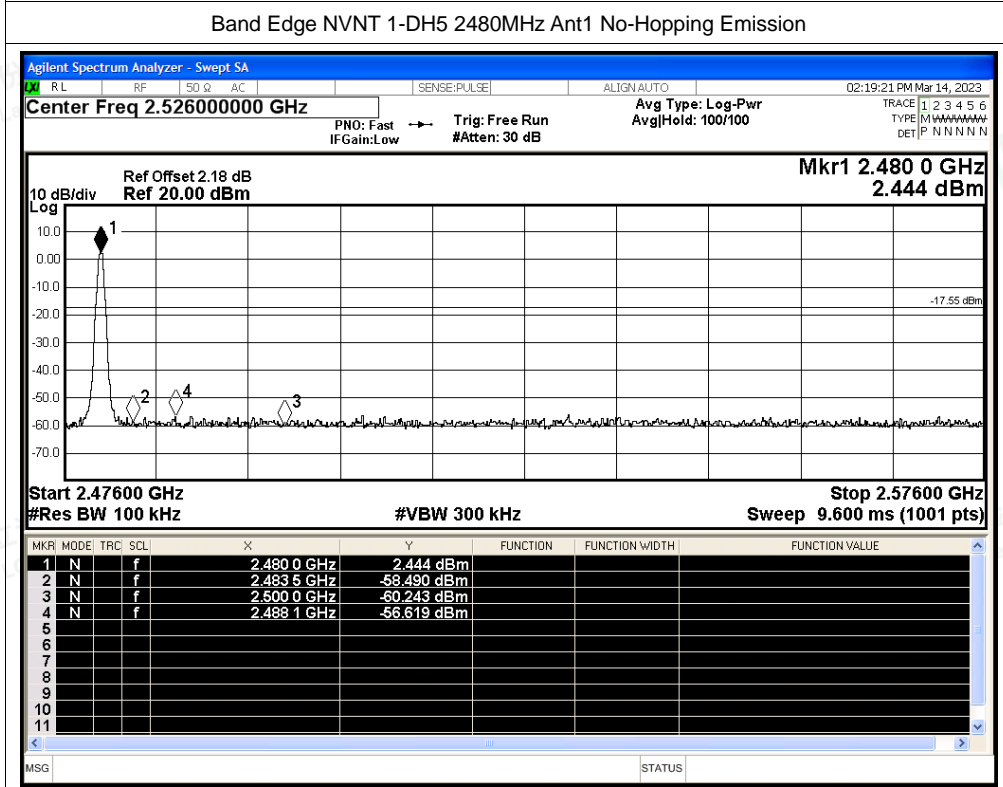 Band Edge NVNT 1-DH5 2480MHz Ant1 No-Hopping Emission
Agilent Spectrum Analyzer - Swept SA
LXI RL RF 50 Ω AC SENSE:PULSE ALIGN AUTO 02:19:21 PM Mar 14, 2023
Center Freq 2.526000000 GHz
PNO: Fast
IFGain:Low
Trig: Free Run
#Atten: 30 dB
Avg Type: Log-Pwr
Avg|Hold: 100/100
TRACE 1 2 3 4 5 6
TYPE M
DET P N N N N N
Mkr1 2.480 0 GHz
2.444 dBm
Ref Offset 2.18 dB
10 dB/div Ref 20.00 dBm
Log
10.0
0.00
-10.0
-20.0
-30.0
-40.0
-50.0
-60.0
-70.0
1
2
4
3
-17.55 dBm
Start 2.47600 GHz Stop 2.57600 GHz
#Res BW 100 kHz #VBW 300 kHz Sweep 9.600 ms (1001 pts)
MKR MODE TRC SCL X Y FUNCTION FUNCTION WIDTH FUNCTION VALUE
1 N f 2.480 0 GHz 2.444 dBm
2 N f 2.483 5 GHz -58.490 dBm
3 N f 2.500 0 GHz -60.243 dBm
4 N f 2.488 1 GHz -56.619 dBm
5
6
7
8
9
10
11
MSG STATUS